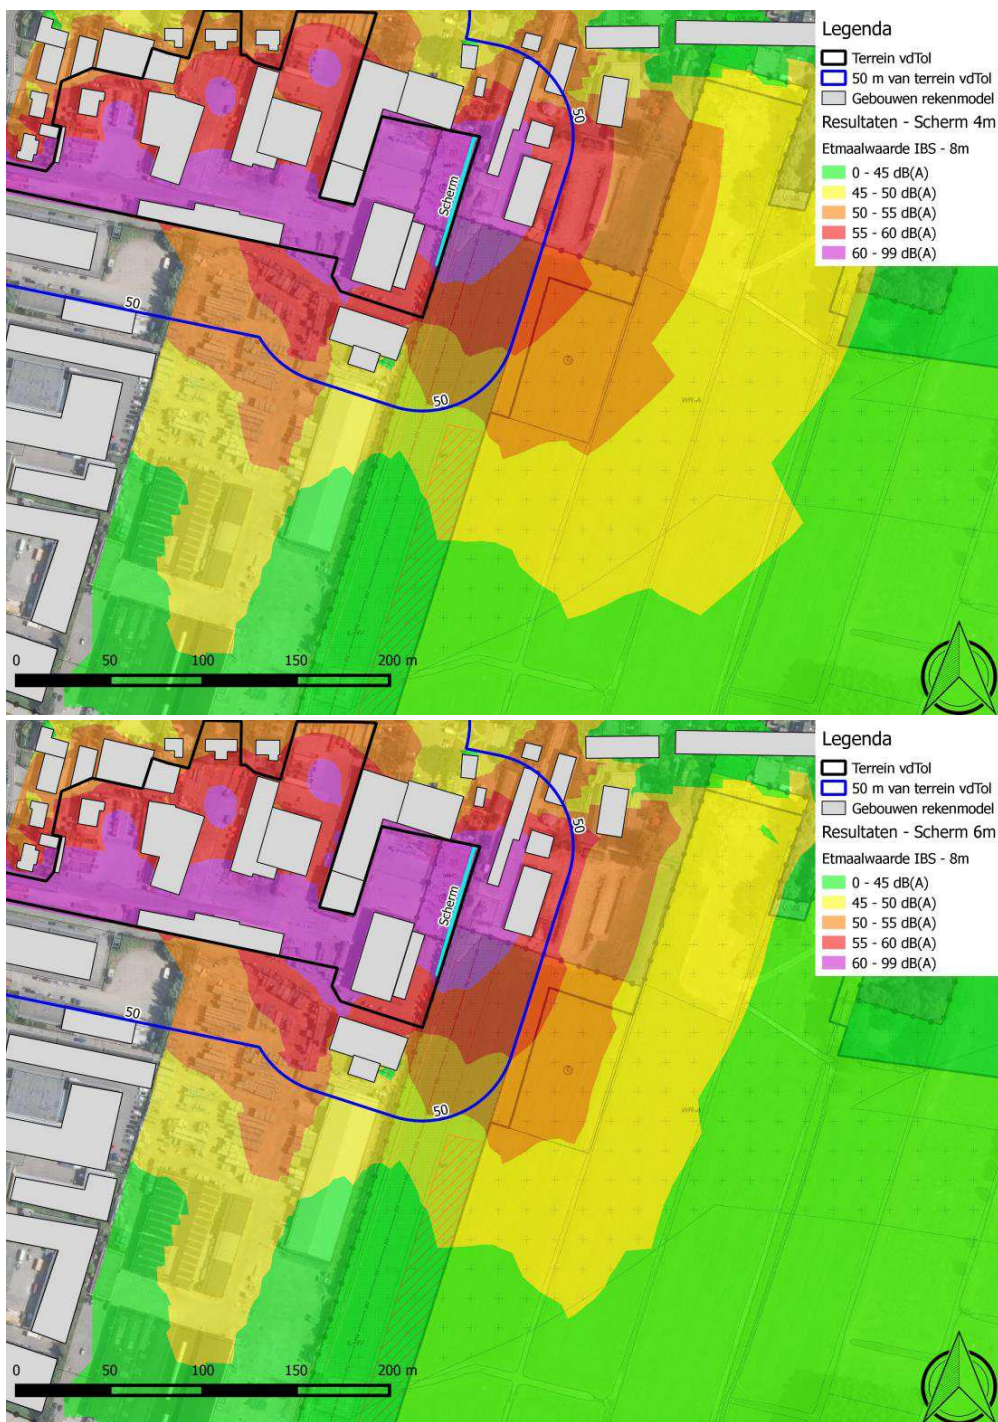 Legenda
Terrein vdTol
50 m van terrein vdTol
Gebouwen rekenmodel
Resultaten - Scherm 4m
Etmaalwaarde IBS - 8m
0 - 45 dB(A)
45 - 50 dB(A)
50 - 55 dB(A)
55 - 60 dB(A)
60 - 99 dB(A)
50
Scherm
50
50
WR-A
0 50 100 150 200 m
Legenda
Terrein vdTol
50 m van terrein vdTol
Gebouwen rekenmodel
Resultaten - Scherm 6m
Etmaalwaarde IBS - 8m
0 - 45 dB(A)
45 - 50 dB(A)
50 - 55 dB(A)
55 - 60 dB(A)
60 - 99 dB(A)
50
Scherm
50
50
WR-A
0 50 100 150 200 m